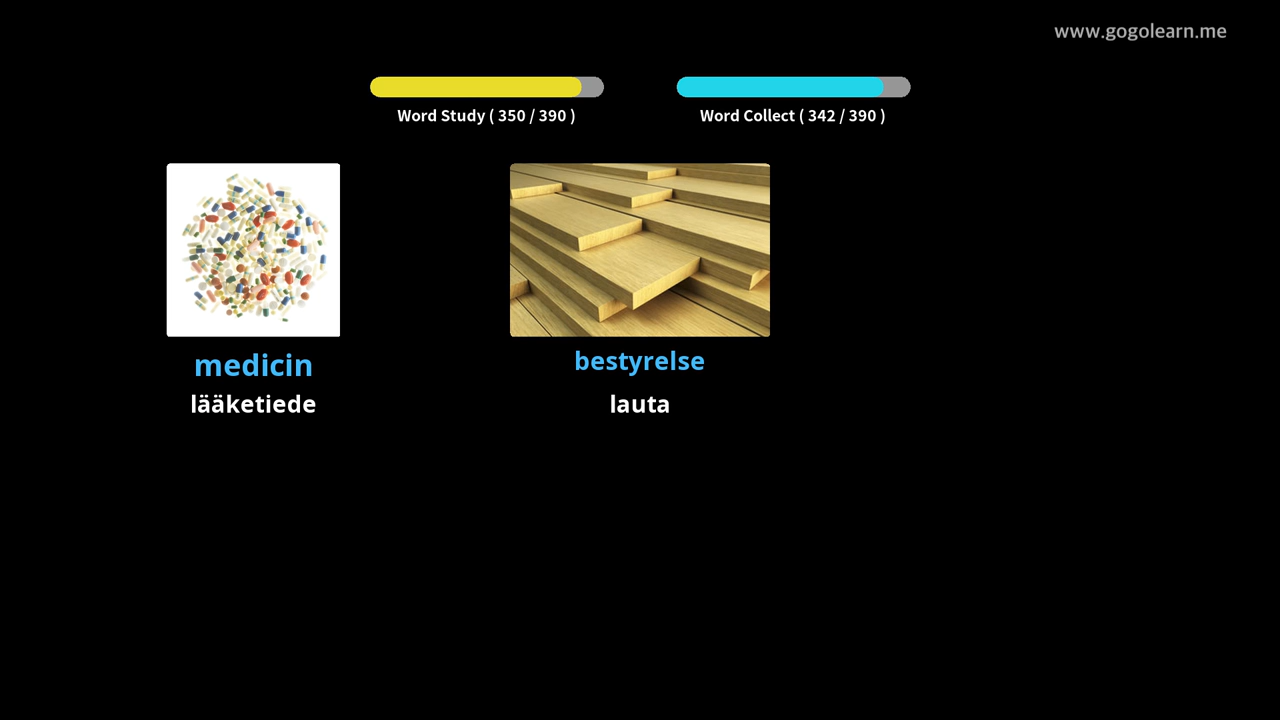 www.gogolearn.me
Word Study ( 350 / 390 )
Word Collect ( 342 / 390 )
medicin
lääketiede
bestyrelse
lauta